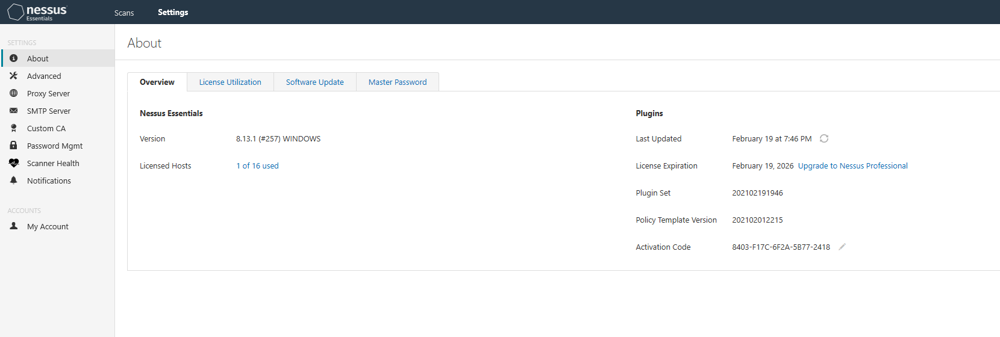 nessus
Essentials
Scans
Settings
SETTINGS
About
Advanced
Proxy Server
SMTP Server
Custom CA
Password Mgmt
Scanner Health
Notifications
ACCOUNTS
My Account
About
Overview
License Utilization
Software Update
Master Password
Nessus Essentials
Version 8.13.1 (#257) WINDOWS
Licensed Hosts 1 of 16 used
Plugins
Last Updated February 19 at 7:46 PM
License Expiration February 19, 2026 Upgrade to Nessus Professional
Plugin Set 202102191946
Policy Template Version 202102012215
Activation Code 8403-F17C-6F2A-5B77-2418